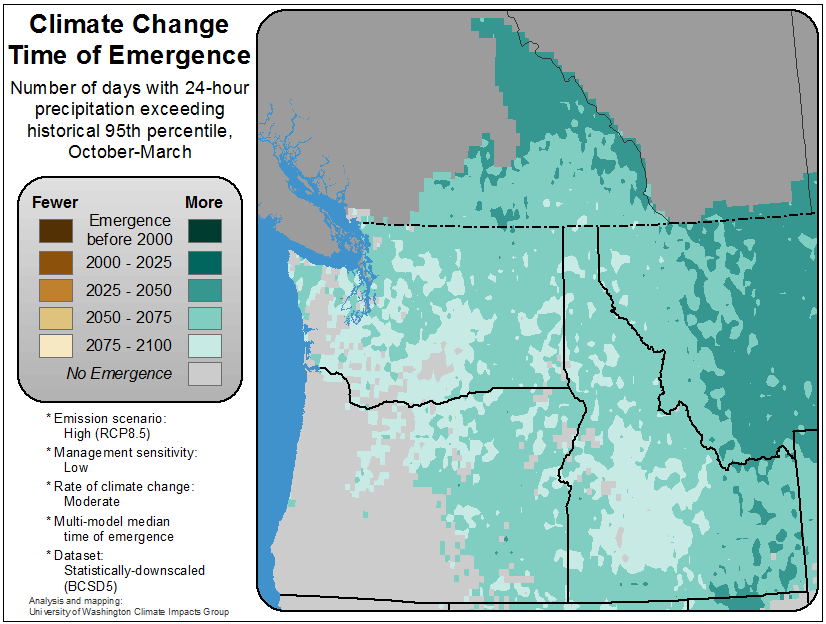 Climate Change
Time of Emergence
Number of days with 24-hour
precipitation exceeding
historical 95th percentile,
October-March
Fewer More
Emergence
before 2000
2000 - 2025
2025 - 2050
2050 - 2075
2075 - 2100
No Emergence
* Emission scenario:
High (RCP8.5)
* Management sensitivity:
Low
* Rate of climate change:
Moderate
* Multi-model median
time of emergence
* Dataset:
Statistically-downscaled
(BCSD5)
Analysis and mapping:
University of Washington Climate Impacts Group